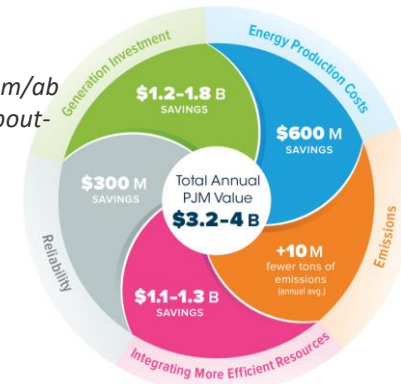 m/ab
bout-
Generation Investment
Energy Production Costs
$1.2-1.8 B
SAVINGS
$600 M
SAVINGS
$300 M
SAVINGS
Total Annual
PJM Value
$3.2-4 B
+10 M
fewer tons of
emissions
(annual avg.)
$1.1-1.3 B
SAVINGS
Reliability
Emissions
Integrating More Efficient Resources